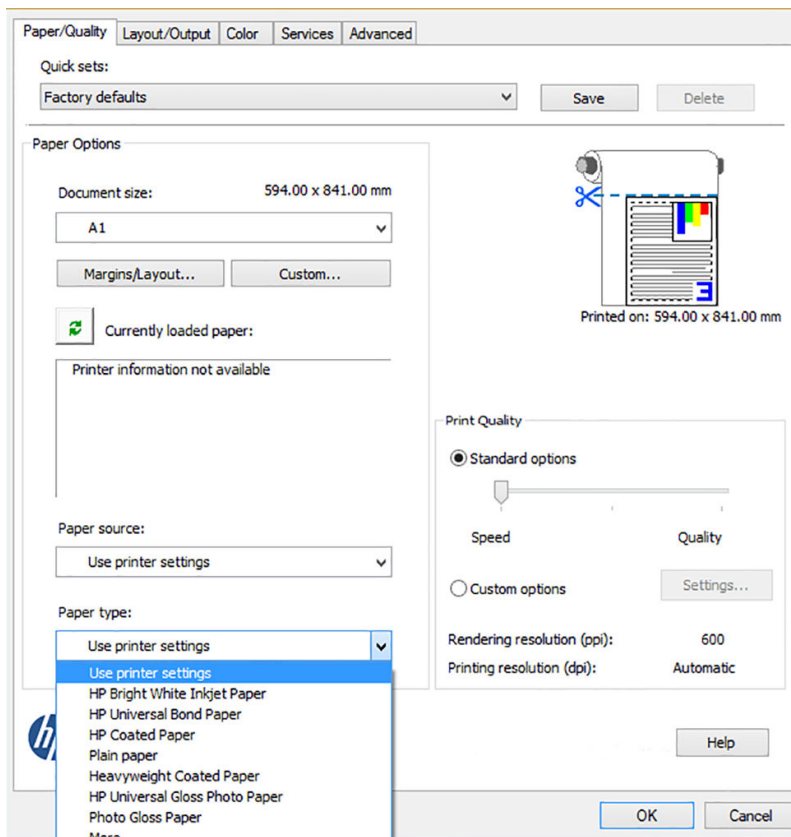 Paper/Quality Layout/Output Color Services Advanced
Quick sets:
Factory defaults Save Delete
Paper Options
Document size: 594.00 x 841.00 mm
A1
Margins/Layout... Custom...
Currently loaded paper:
Printer information not available
3
Printed on: 594.00 x 841.00 mm
Print Quality
Standard options
Speed Quality
Custom options Settings...
Rendering resolution (ppi): 600
Printing resolution (dpi): Automatic
Paper source:
Use printer settings
Paper type:
Use printer settings
Use printer settings
HP Bright White Inkjet Paper
HP Universal Bond Paper
HP Coated Paper
Plain paper
Heavyweight Coated Paper
HP Universal Gloss Photo Paper
Photo Gloss Paper
hp
Help
OK Cancel